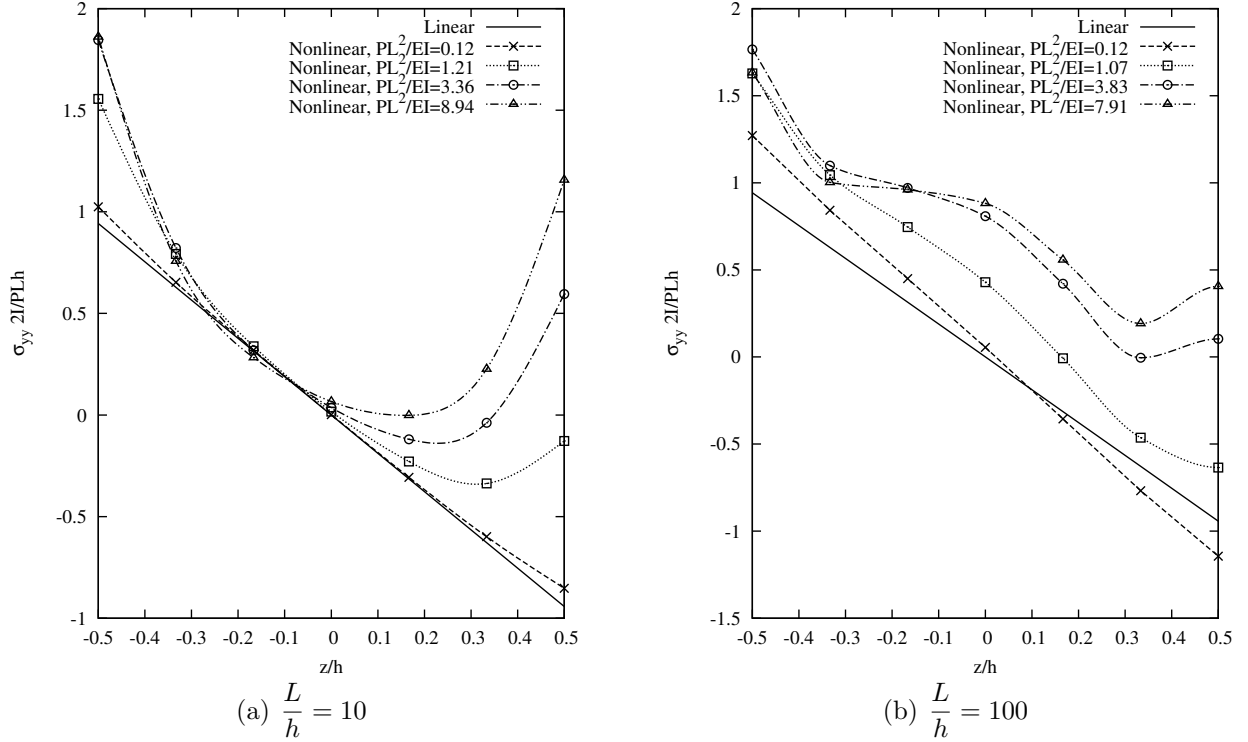 2
1.5
1
0.5
0
-0.5
-1
-0.5 -0.4 -0.3 -0.2 -0.1 0 0.1 0.2 0.3 0.4 0.5
σyy 2I/PLh
z/h
Linear
Nonlinear, PL²/EI=0.12
Nonlinear, PL²/EI=1.21
Nonlinear, PL²/EI=3.36
Nonlinear, PL²/EI=8.94
(a) L/h = 10
2
1.5
1
0.5
0
-0.5
-1
-1.5
-0.5 -0.4 -0.3 -0.2 -0.1 0 0.1 0.2 0.3 0.4 0.5
σyy 2I/PLh
z/h
Linear
Nonlinear, PL²/EI=0.12
Nonlinear, PL²/EI=1.07
Nonlinear, PL²/EI=3.83
Nonlinear, PL²/EI=7.91
(b) L/h = 100